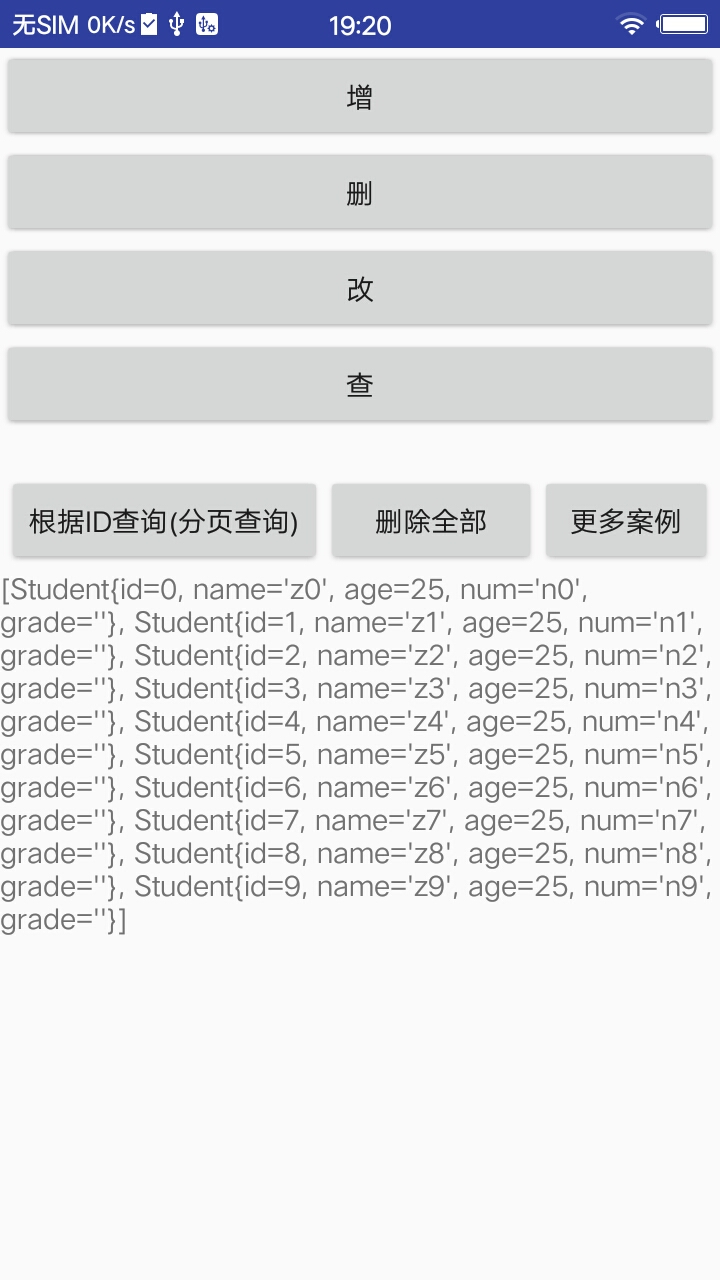 无SIM 0K/s 19:20
增
删
改
查
根据ID查询(分页查询) 删除全部 更多案例
[Student{id=0, name='z0', age=25, num='n0',
grade=''}, Student{id=1, name='z1', age=25, num='n1',
grade=''}, Student{id=2, name='z2', age=25, num='n2',
grade=''}, Student{id=3, name='z3', age=25, num='n3',
grade=''}, Student{id=4, name='z4', age=25, num='n4',
grade=''}, Student{id=5, name='z5', age=25, num='n5',
grade=''}, Student{id=6, name='z6', age=25, num='n6',
grade=''}, Student{id=7, name='z7', age=25, num='n7',
grade=''}, Student{id=8, name='z8', age=25, num='n8',
grade=''}, Student{id=9, name='z9', age=25, num='n9',
grade=''}]